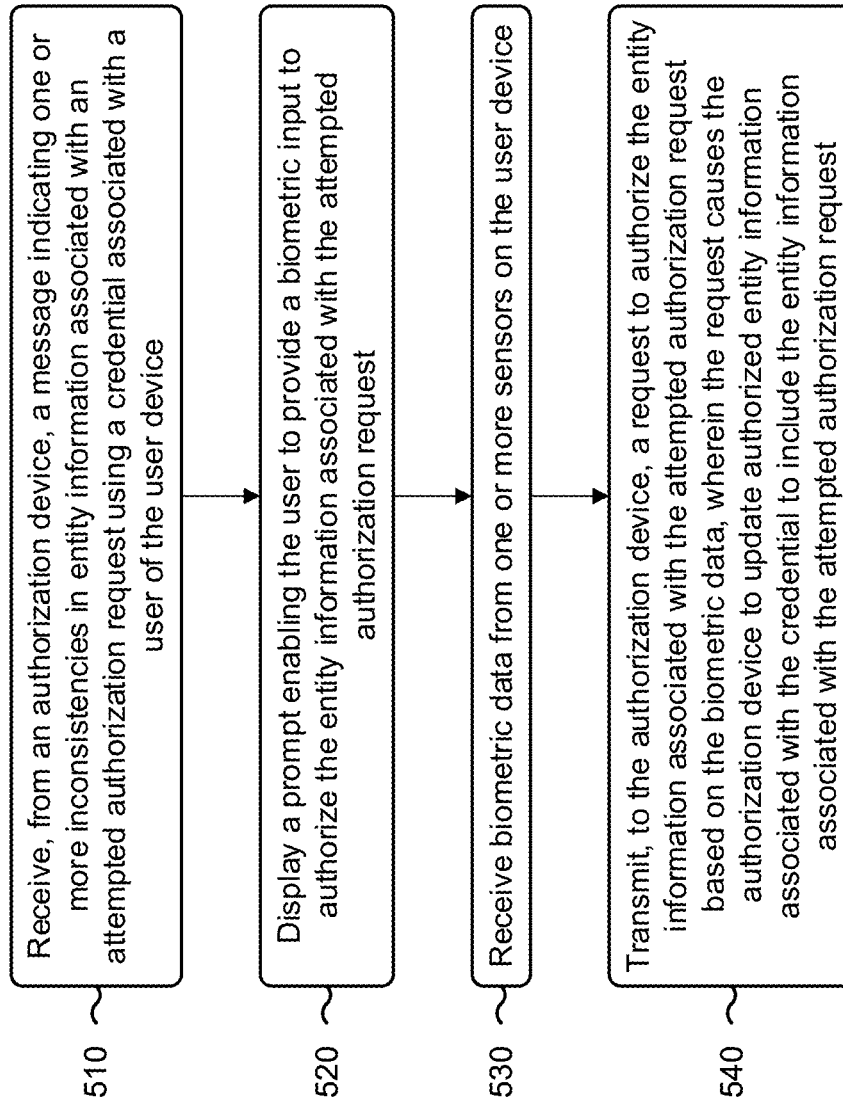 510
Receive, from an authorization device, a message indicating one or
more inconsistencies in entity information associated with an
attempted authorization request using a credential associated with a
user of the user device
520
Display a prompt enabling the user to provide a biometric input to
authorize the entity information associated with the attempted
authorization request
530
Receive biometric data from one or more sensors on the user device
540
Transmit, to the authorization device, a request to authorize the entity
information associated with the attempted authorization request
based on the biometric data, wherein the request causes the
authorization device to update authorized entity information
associated with the credential to include the entity information
associated with the attempted authorization request